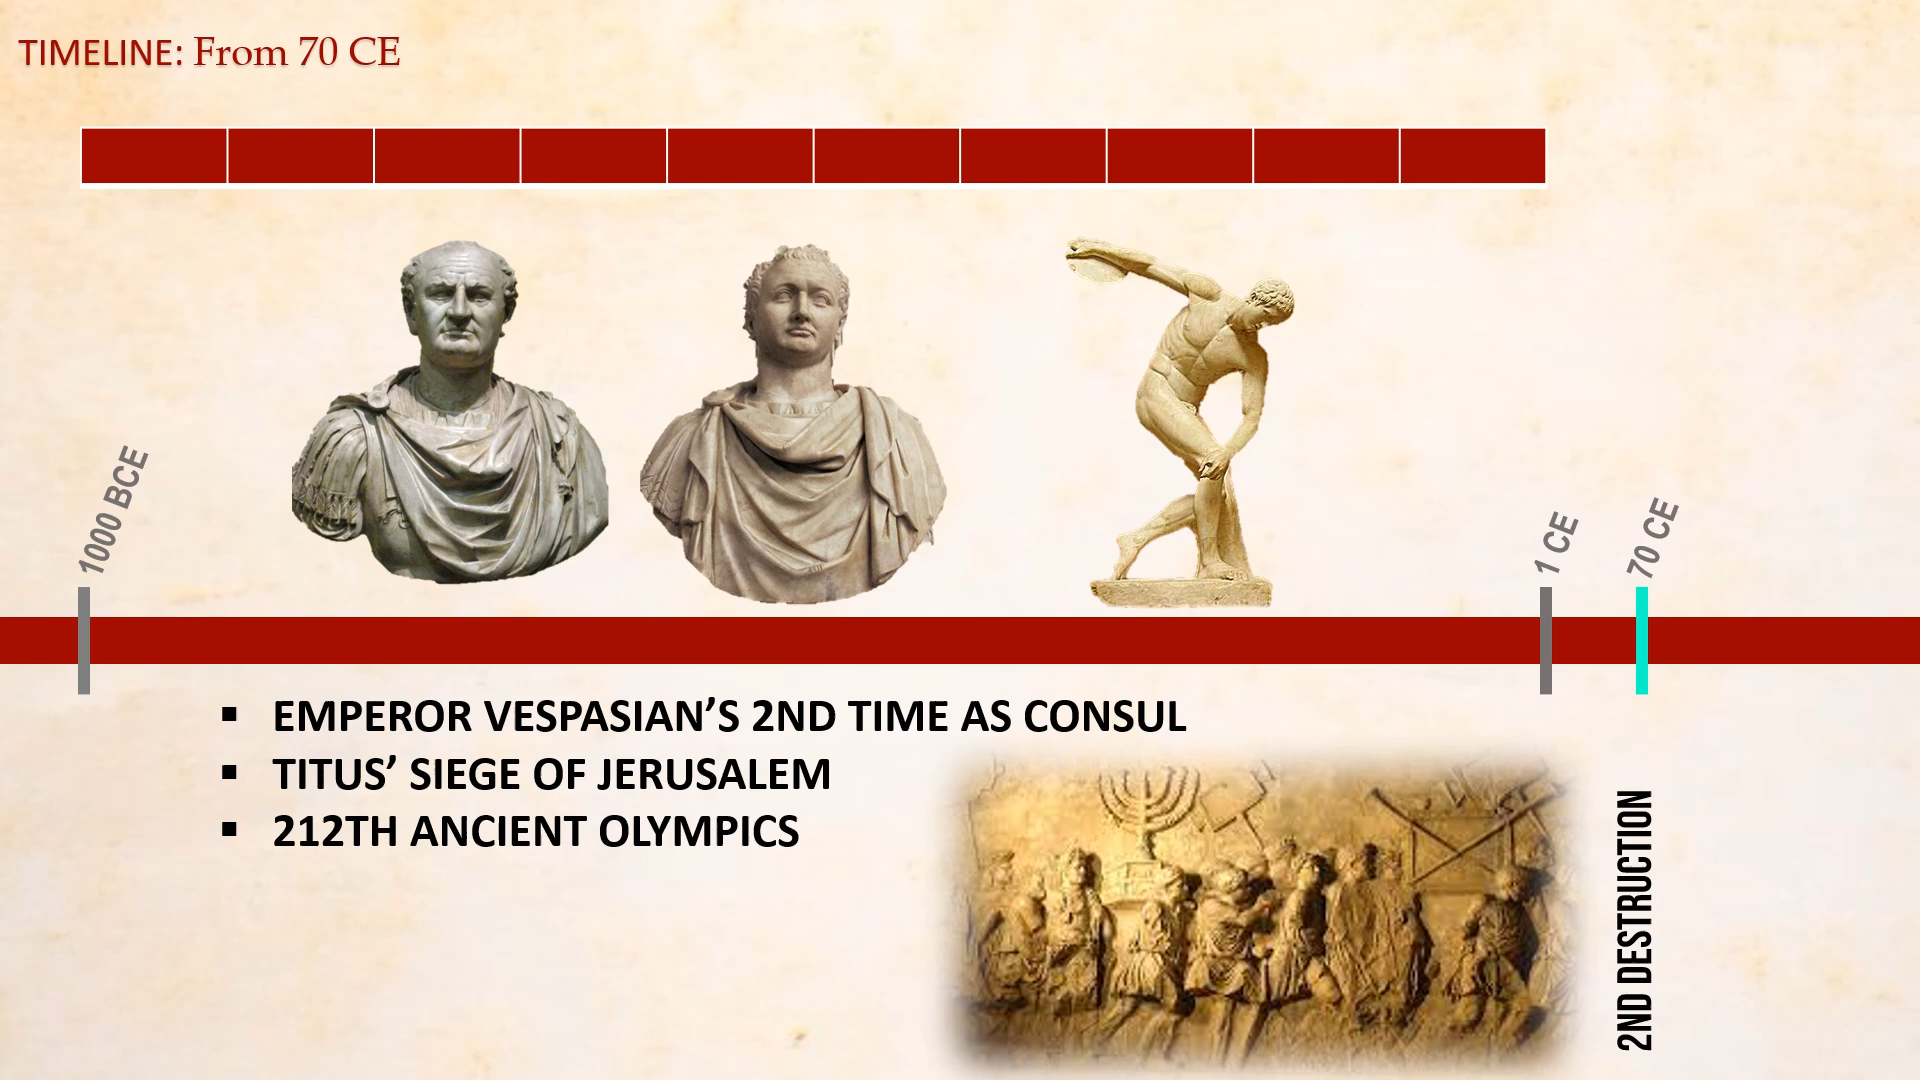 TIMELINE: From 70 CE
1000 BCE
1 CE
70 CE
▪ EMPEROR VESPASIAN’S 2ND TIME AS CONSUL
▪ TITUS’ SIEGE OF JERUSALEM
▪ 212TH ANCIENT OLYMPICS
2ND DESTRUCTION